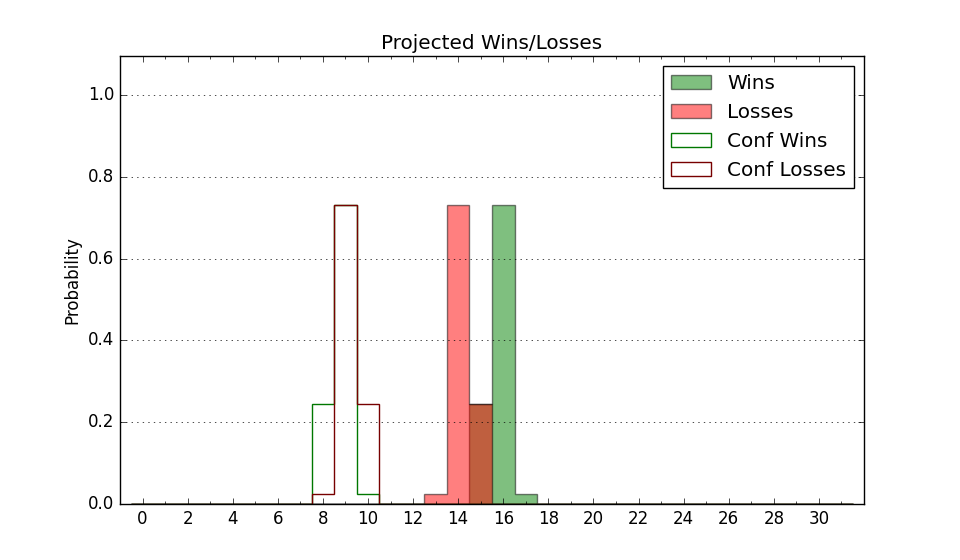 Projected Wins/Losses
Wins
Losses
Conf Wins
Conf Losses
Probability
1.0
0.8
0.6
0.4
0.2
0.0
0 2 4 6 8 10 12 14 16 18 20 22 24 26 28 30